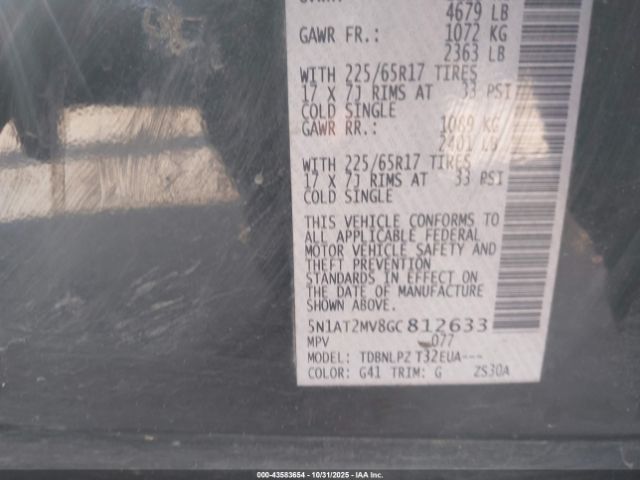 4679 LB
GAWR FR.: 1072 KG
2363 LB
WITH 225/65R17 TIRES
17 X 7J RIMS AT 33 PSI
COLD SINGLE
GAWR RR.: 1089 KG
2401 LB
WITH 225/65R17 TIRES
17 X 7J RIMS AT 33 PSI
COLD SINGLE
THIS VEHICLE CONFORMS TO
ALL APPLICABLE FEDERAL
MOTOR VEHICLE SAFETY AND
THEFT PREVENTION
STANDARDS IN EFFECT ON
THE DATE OF MANUFACTURE
SHOWN ABOVE.
5N1AT2MV8GC812633
MPV 077
MODEL: TDBNLPZ T32EUA---
COLOR: G41 TRIM: G ZS30A
000-43583654 | 10/31/2025 | IAA Inc.